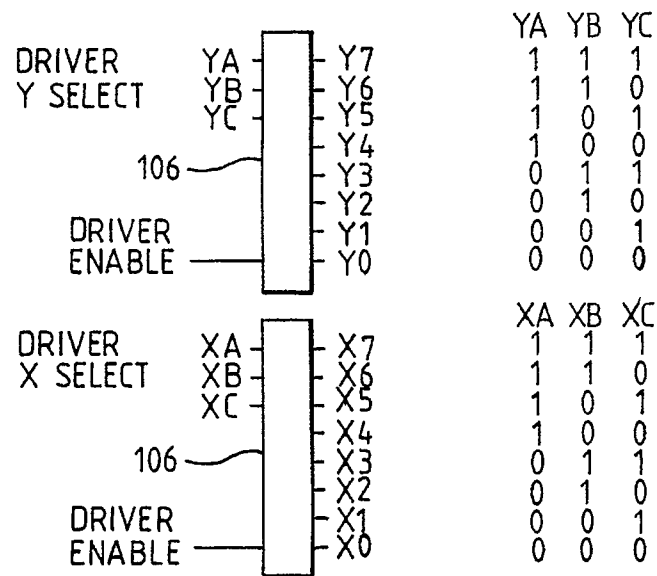 YA YB YC
DRIVER YA Y7 1 1 1
Y SELECT YB Y6 1 1 0
YC Y5 1 0 1
Y4 1 0 0
106 Y3 0 1 1
Y2 0 1 0
DRIVER Y1 0 0 1
ENABLE Y0 0 0 0
XA XB XC
DRIVER XA X7 1 1 1
X SELECT XB X6 1 1 0
XC X5 1 0 1
X4 1 0 0
106 X3 0 1 1
X2 0 1 0
DRIVER X1 0 0 1
ENABLE X0 0 0 0